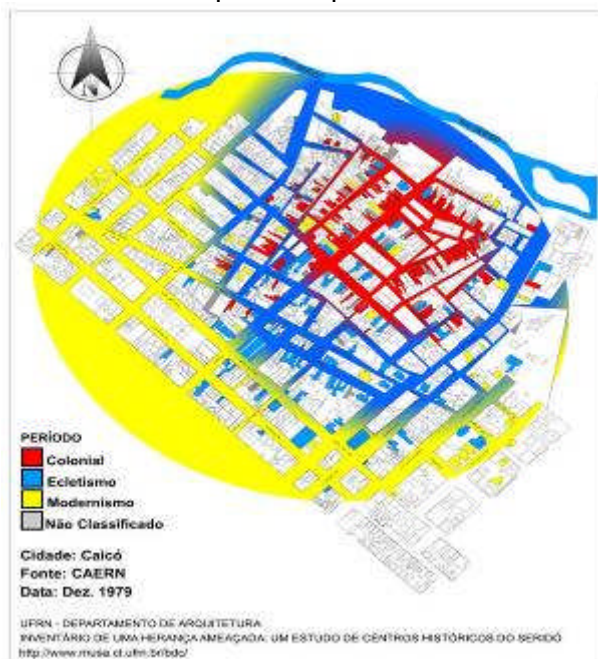 N
PERÍODO
Colonial
Ecletismo
Modernismo
Não Classificado
Cidade: Caicó
Fonte: CAERN
Data: Dez. 1979
UFRN - DEPARTAMENTO DE ARQUITETURA
INVENTÁRIO DE UMA HERANÇA AMEAÇADA: UM ESTUDO DE CENTROS HISTÓRICOS DO SERIDÓ
http://www.musa.ct.ufrn.br/bdc/